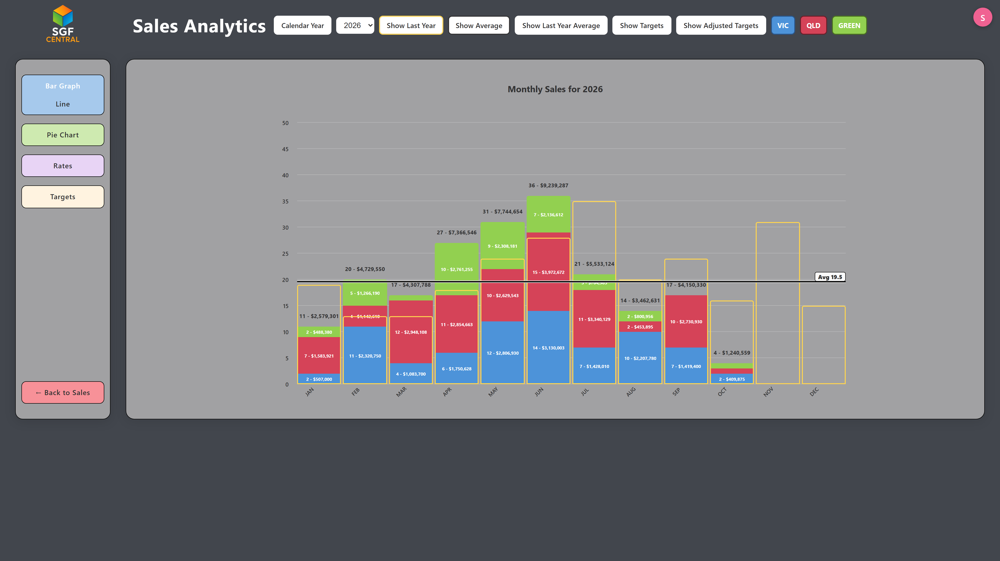 SGF
CENTRAL
Sales Analytics
Calendar Year
2026
Show Last Year
Show Average
Show Last Year Average
Show Targets
Show Adjusted Targets
VIC
QLD
GREEN
S
Bar Graph
Line
Pie Chart
Rates
Targets
← Back to Sales
Monthly Sales for 2026
50
45
40
35
30
25
20
15
10
5
0
11 - $2,579,301
2 - $488,380
7 - $1,583,921
2 - $507,000
20 - $4,729,550
5 - $1,266,190
11 - $2,320,750
17 - $4,307,788
12 - $2,948,108
4 - $1,083,700
27 - $7,366,546
10 - $2,761,255
11 - $2,854,663
6 - $1,750,628
31 - $7,744,654
9 - $2,308,181
10 - $2,629,543
12 - $2,806,930
36 - $9,239,287
7 - $2,136,612
15 - $3,972,672
14 - $3,130,003
21 - $5,533,124
11 - $3,340,129
7 - $1,428,010
14 - $3,462,631
2 - $800,956
2 - $453,895
10 - $2,207,780
17 - $4,150,330
10 - $2,730,930
7 - $1,419,400
4 - $1,240,559
2 - $409,875
Avg 19.5
JAN
FEB
MAR
APR
MAY
JUN
JUL
AUG
SEP
OCT
NOV
DEC